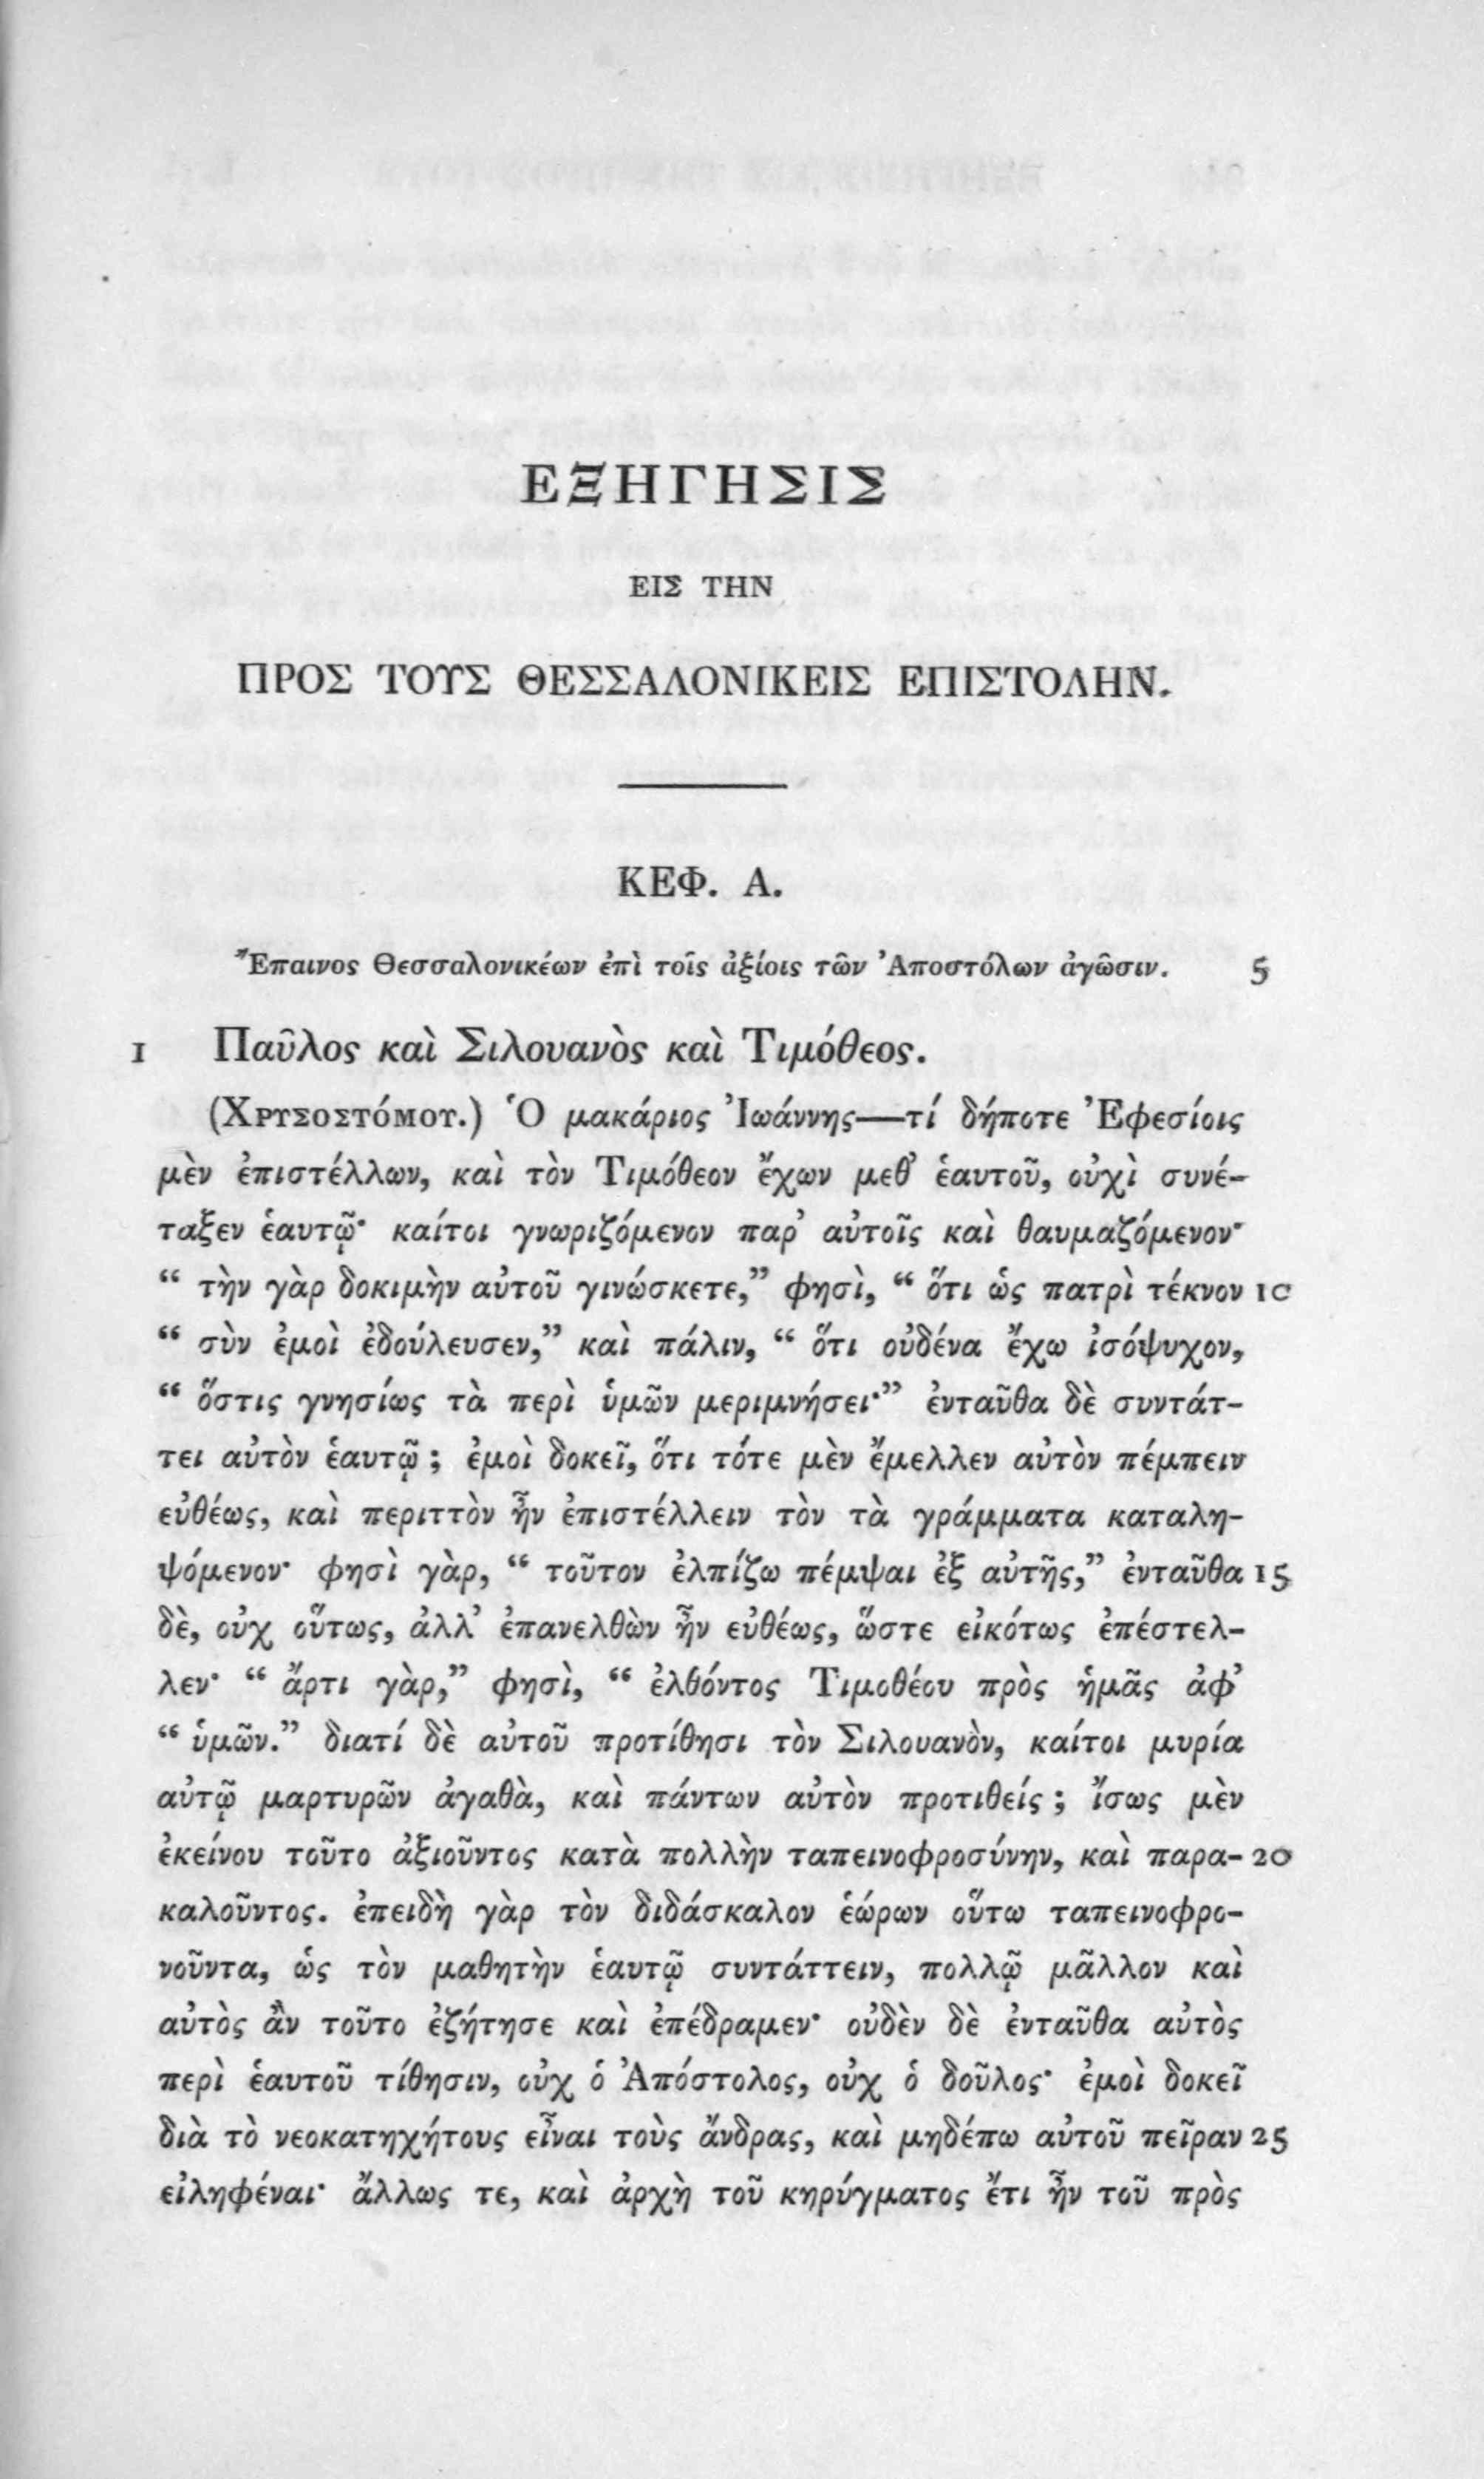 ΕΞΗΓΗΣΙΣ
ΕΙΣ ΤΗΝ
ΠΡΟΣ ΤΟΥΣ ΘΕΣΣΑΛΟΝΙΚΕΙΣ ΕΠΙΣΤΟΛΗΝ.
ΚΕΦ. Α.
Ἔπαινος Θεσσαλονικέων ἐπὶ τοῖς ἀξίοις τῶν Ἀποστόλων ἀγῶσιν. 5
1 Παῦλος καὶ Σιλουανὸς καὶ Τιμόθεος.
(Χρυσοστόμου.) Ὁ μακάριος Ἰωάννης—τί δήποτε Ἐφεσίοις
μὲν ἐπιστέλλων, καὶ τὸν Τιμόθεον ἔχων μεθ’ ἑαυτοῦ, οὐχὶ συνέ-
ταξεν ἑαυτῷ· καίτοι γνωριζόμενον παρ’ αὐτοῖς καὶ θαυμαζόμενον·
“ τὴν γὰρ δοκιμὴν αὐτοῦ γινώσκετε,” φησὶ, “ ὅτι ὡς πατρὶ τέκνον 10
“ σὺν ἐμοὶ ἐδούλευσεν,” καὶ πάλιν, “ ὅτι οὐδένα ἔχω ἰσόψυχον,
“ ὅστις γνησίως τὰ περὶ ὑμῶν μεριμνήσει·” ἐνταῦθα δὲ συντάτ-
τει αὐτὸν ἑαυτῷ ; ἐμοὶ δοκεῖ, ὅτι τότε μὲν ἔμελλεν αὐτὸν πέμπειν
εὐθέως, καὶ περιττὸν ἦν ἐπιστέλλειν τὸν τὰ γράμματα καταλη-
ψόμενον· φησὶ γὰρ, “ τοῦτον ἐλπίζω πέμψαι ἐξ αὐτῆς,” ἐνταῦθα 15
δὲ, οὐχ οὕτως, ἀλλ’ ἐπανελθὼν ἦν εὐθέως, ὥστε εἰκότως ἐπέστελ-
λεν· “ ἄρτι γὰρ,” φησὶ, “ ἐλθόντος Τιμοθέου πρὸς ἡμᾶς ἀφ’
“ ὑμῶν.” διατί δὲ αὐτοῦ προτίθησι τὸν Σιλουανὸν, καίτοι μυρία
αὐτῷ μαρτυρῶν ἀγαθὰ, καὶ πάντων αὐτὸν προτιθείς ; ἴσως μὲν
ἐκείνου τοῦτο ἀξιοῦντος κατὰ πολλὴν ταπεινοφροσύνην, καὶ παρα- 20
καλοῦντος. ἐπειδὴ γὰρ τὸν διδάσκαλον ἑώρων οὕτω ταπεινοφρο-
νοῦντα, ὡς τὸν μαθητὴν ἑαυτῷ συντάττειν, πολλῷ μᾶλλον καὶ
αὐτὸς ἂν τοῦτο ἐζήτησε καὶ ἐπέδραμεν· οὐδὲν δὲ ἐνταῦθα αὐτὸς
περὶ ἑαυτοῦ τίθησιν, οὐχ ὁ Ἀπόστολος, οὐχ ὁ δοῦλος· ἐμοὶ δοκεῖ
διὰ τὸ νεοκατηχήτους εἶναι τοὺς ἄνδρας, καὶ μηδέπω αὐτοῦ πεῖραν 25
εἰληφέναι· ἄλλως τε, καὶ ἀρχὴ τοῦ κηρύγματος ἔτι ἦν τοῦ πρὸς